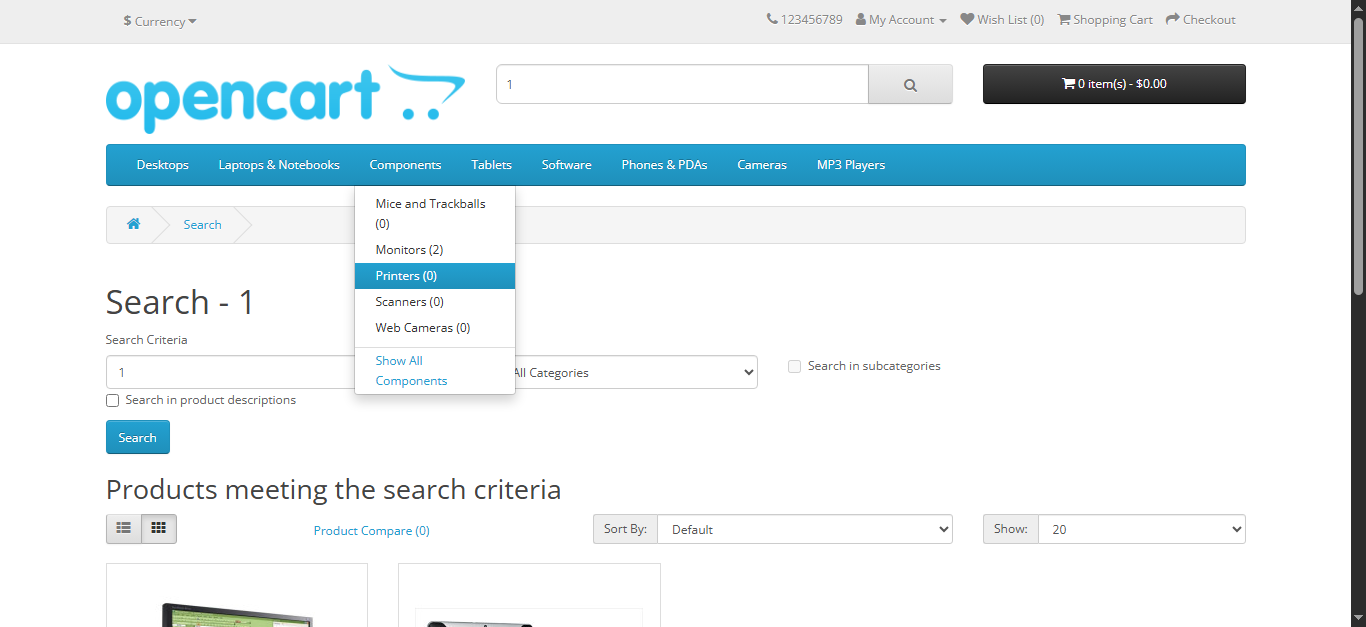 $ Currency
123456789 My Account Wish List (0) Shopping Cart Checkout
opencart
1
0 item(s) - $0.00
Desktops Laptops & Notebooks Components Tablets Software Phones & PDAs Cameras MP3 Players
Mice and Trackballs
(0)
Monitors (2)
Printers (0)
Scanners (0)
Web Cameras (0)
Show All
Components
Search
Search - 1
Search Criteria
1
All Categories
Search in subcategories
Search in product descriptions
Search
Products meeting the search criteria
Product Compare (0)
Sort By: Default
Show: 20